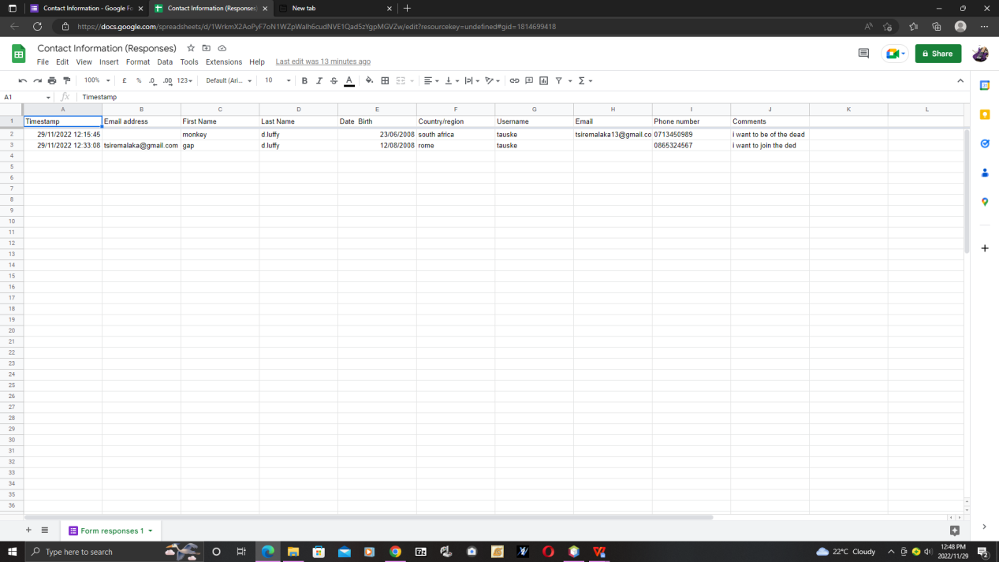 Contact Information - Google Fo
Contact Information (Responses)
New tab
https://docs.google.com/spreadsheets/d/1WrkmX2AoPyF7oN1WZpWalh6cudNVE1QadSzYgpMGVZw/edit?resourcekey=undefined#gid=1814699418
Contact Information (Responses)
File Edit View Insert Format Data Tools Extensions Help Last edit was 13 minutes ago
Share
100% £ % .0 .00 123 Default (Ari... 10 B I S A
A1 fx Timestamp
A B C D E F G H I J K L
1 Timestamp Email address First Name Last Name Date Birth Country/region Username Email Phone number Comments
2 29/11/2022 12:15:45 monkey d.luffy 23/06/2008 south africa tauske tsiremalaka13@gmail.co 0713450989 i want to be of the dead
3 29/11/2022 12:33:08 tsiremalaka@gmail.com gap d.luffy 12/08/2008 rome tauske 0865324567 i want to join the ded
4
5
6
7
8
9
10
11
12
13
14
15
16
17
18
19
20
21
22
23
24
25
26
27
28
29
30
31
32
33
34
35
36
Form responses 1
Type here to search
22°C Cloudy
12:48 PM
2022/11/29
2